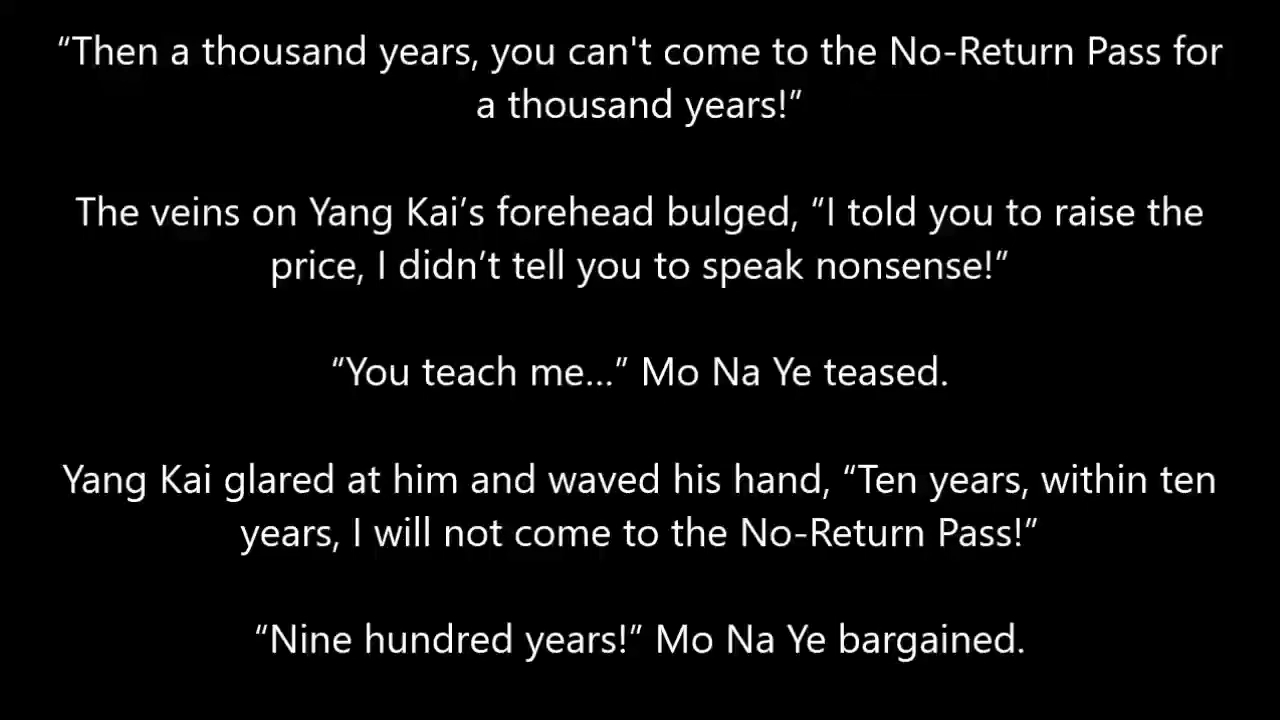 “Then a thousand years, you can't come to the No-Return Pass for
a thousand years!”
The veins on Yang Kai’s forehead bulged, “I told you to raise the
price, I didn’t tell you to speak nonsense!”
“You teach me...” Mo Na Ye teased.
Yang Kai glared at him and waved his hand, “Ten years, within ten
years, I will not come to the No-Return Pass!”
“Nine hundred years!” Mo Na Ye bargained.